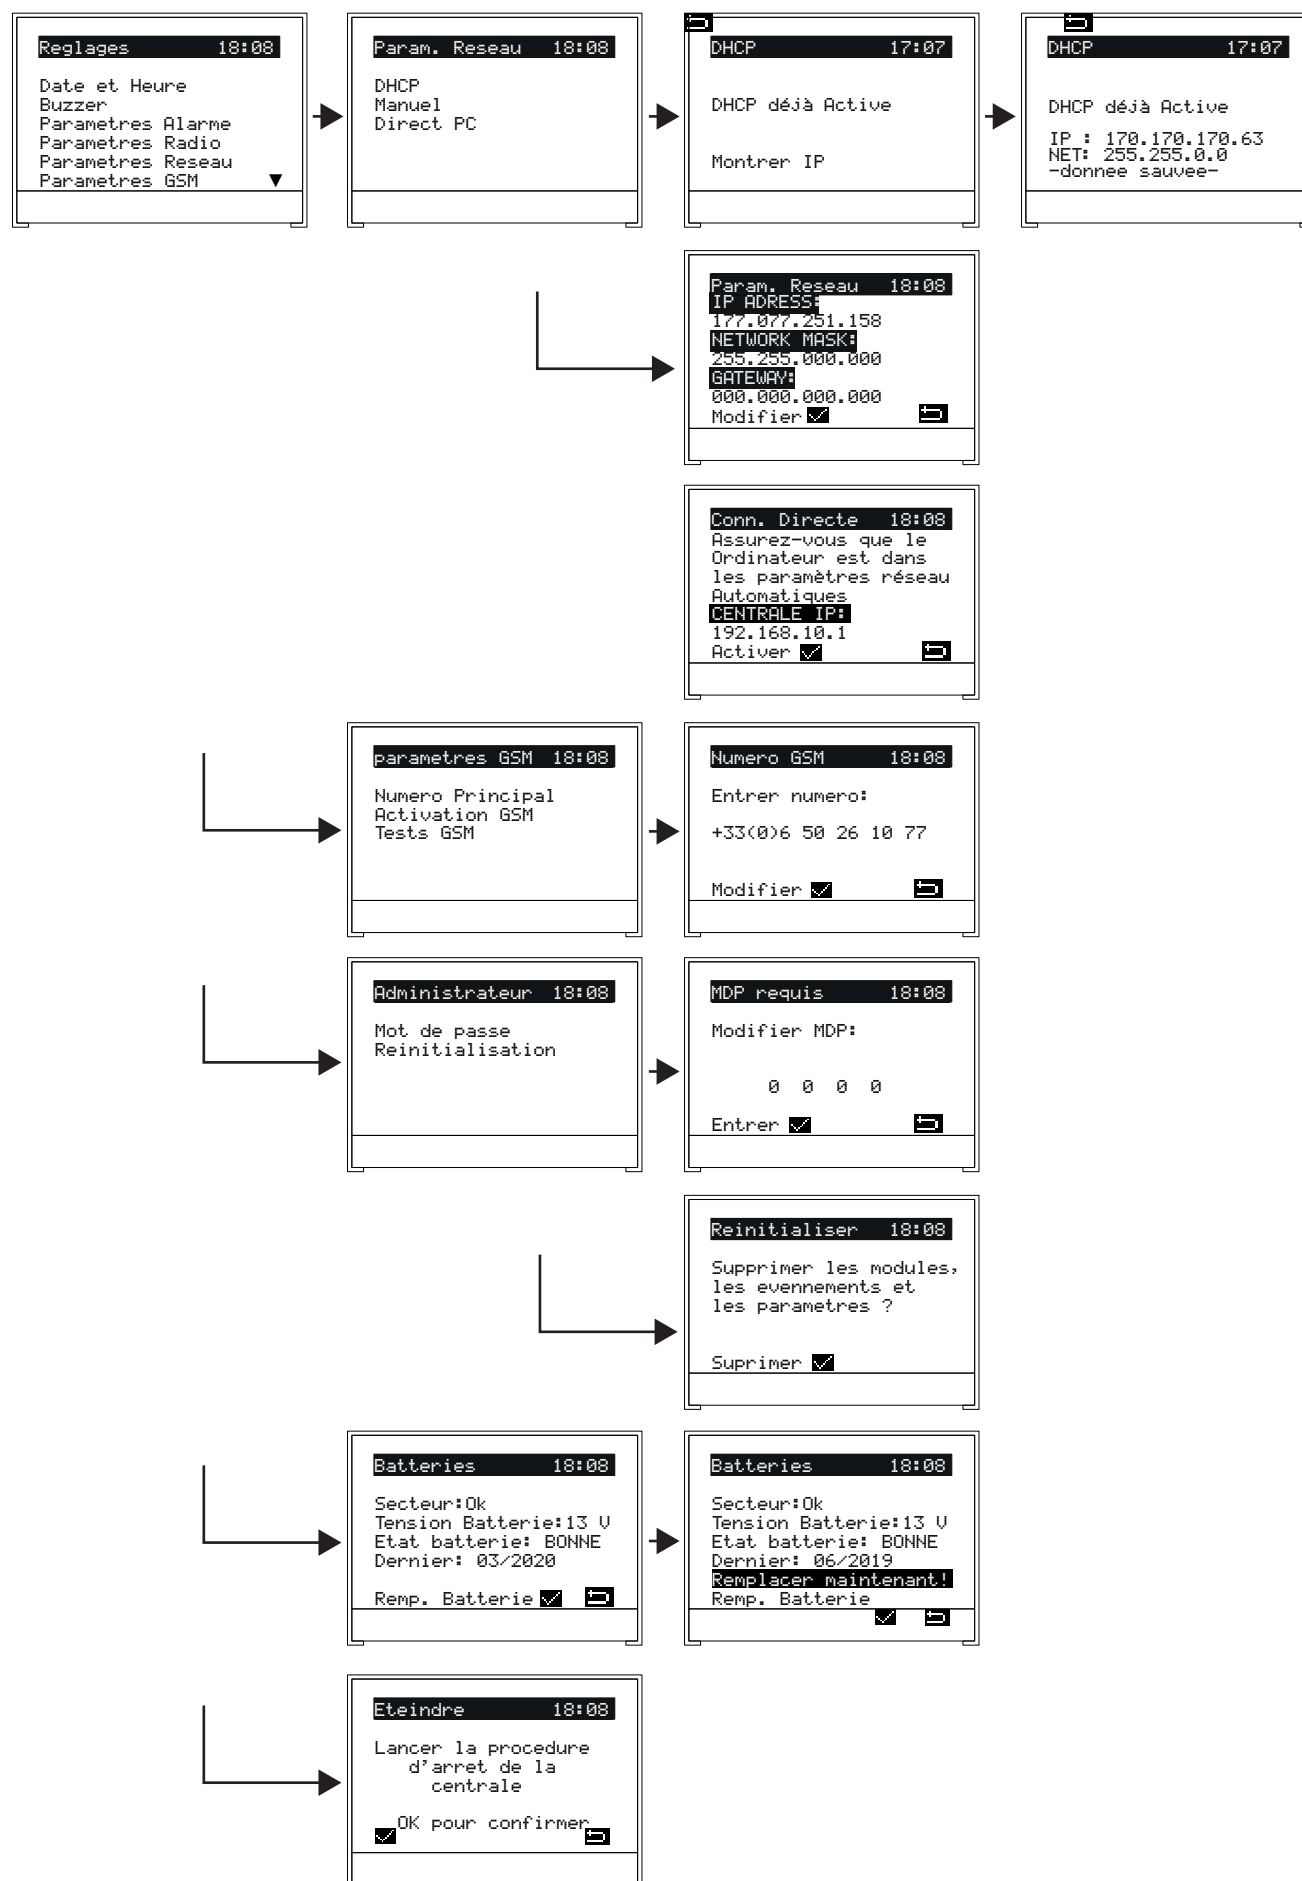 Reglages 18:08
Date et Heure
Buzzer
Parametres Alarme
Parametres Radio
Parametres Reseau
Parametres GSM ▼
Param. Reseau 18:08
DHCP
Manuel
Direct PC
DHCP 17:07
DHCP déjà Active
Montrer IP
DHCP 17:07
DHCP déjà Active
IP : 170.170.170.63
NET: 255.255.0.0
-donnee sauvee-
Param. Reseau 18:08
IP ADRESS:
177.077.251.158
NETWORK MASK:
255.255.000.000
GATEWAY:
000.000.000.000
Modifier
Conn. Directe 18:08
Assurez-vous que le
Ordinateur est dans
les paramètres réseau
Automatiques
CENTRALE IP:
192.168.10.1
Activer
parametres GSM 18:08
Numero Principal
Activation GSM
Tests GSM
Numero GSM 18:08
Entrer numero:
+33(0)6 50 26 10 77
Modifier
Administrateur 18:08
Mot de passe
Reinitialisation
MDP requis 18:08
Modifier MDP:
0 0 0 0
Entrer
Reinitialiser 18:08
Supprimer les modules,
les evennements et
les parametres ?
Suprimer
Batteries 18:08
Secteur:Ok
Tension Batterie:13 V
Etat batterie: BONNE
Dernier: 03/2020
Remp. Batterie
Batteries 18:08
Secteur:Ok
Tension Batterie:13 V
Etat batterie: BONNE
Dernier: 06/2019
Remplacer maintenant!
Remp. Batterie
Eteindre 18:08
Lancer la procedure
d'arret de la
centrale
OK pour confirmer